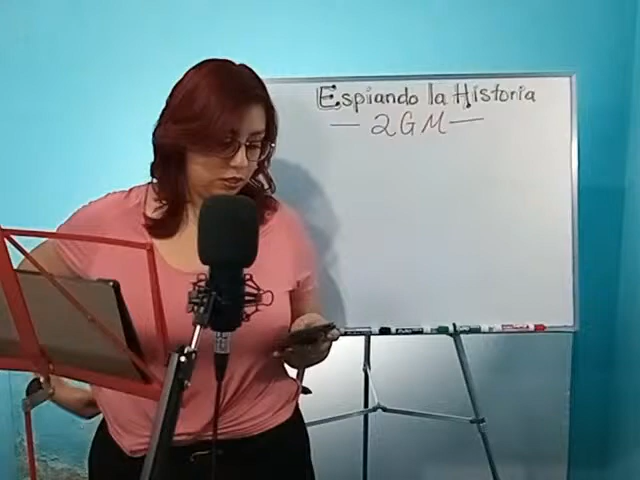 Espiando la Historia
— 2GM —